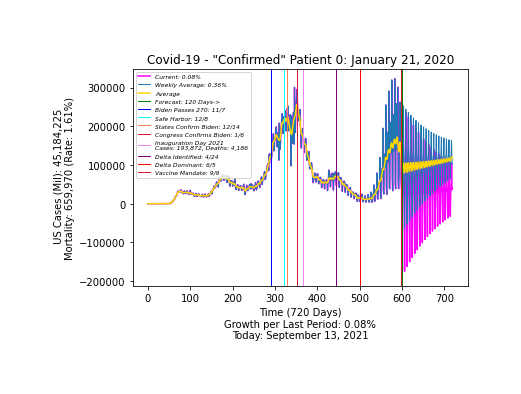 Covid-19 - "Confirmed" Patient 0: January 21, 2020
US Cases (Mil): 45,184,225
Mortality: 659,970 (Rate: 1.61%)
300000
200000
100000
0
−100000
−200000
Current: 0.08%
Weekly Average: 0.36%
Average
Forecast: 120 Days->
Biden Passes 270: 11/7
Safe Harbor: 12/8
States Confirm Biden: 12/14
Congress Confirms Biden: 1/6
Inauguration Day 2021
Cases: 193,872, Deaths: 4,186
Delta Identified: 4/24
Delta Dominant: 6/5
Vaccine Mandate: 9/9
0 100 200 300 400 500 600 700
Time (720 Days)
Growth per Last Period: 0.08%
Today: September 13, 2021